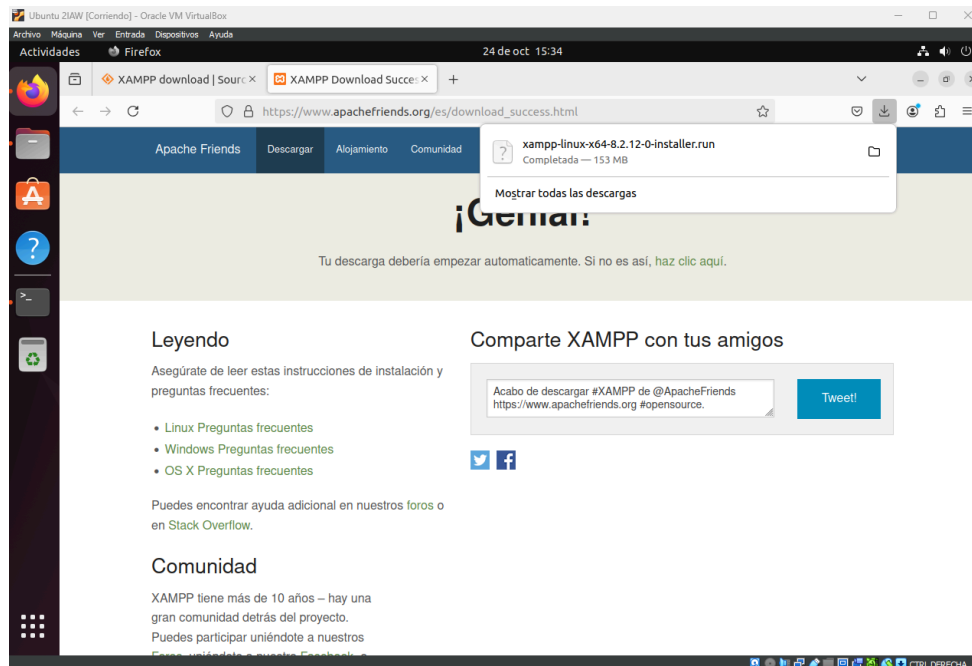 Ubuntu 2IAW [Corriendo] - Oracle VM VirtualBox
Archivo Máquina Ver Entrada Dispositivos Ayuda
Actividades Firefox 24 de oct 15:34
XAMPP download | Sourc XAMPP Download Succes
https://www.apachefriends.org/es/download_success.html
Apache Friends Descargar Alojamiento Comunidad
xampp-linux-x64-8.2.12-0-installer.run
Completada — 153 MB
Mostrar todas las descargas
¡Genial!
Tu descarga debería empezar automaticamente. Si no es así, haz clic aquí.
Leyendo
Asegúrate de leer estas instrucciones de instalación y
preguntas frecuentes:
Linux Preguntas frecuentes
Windows Preguntas frecuentes
OS X Preguntas frecuentes
Puedes encontrar ayuda adicional en nuestros foros o
en Stack Overflow.
Comunidad
XAMPP tiene más de 10 años – hay una
gran comunidad detrás del proyecto.
Puedes participar uniéndote a nuestros
Foros, uniéndote a nuestro Facebook, o
Comparte XAMPP con tus amigos
Acabo de descargar #XAMPP de @ApacheFriends
https://www.apachefriends.org #opensource.
Tweet!
CTRL DERECHA